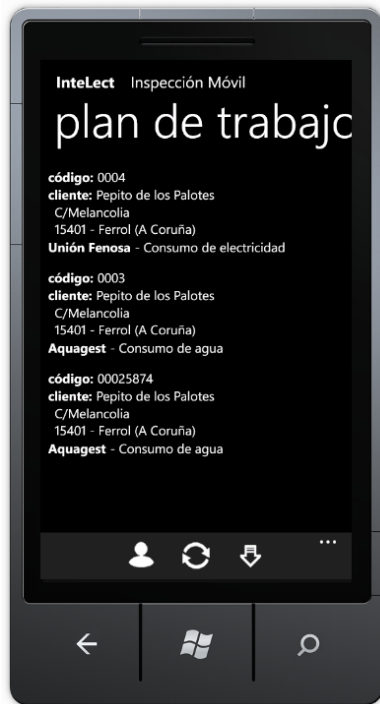 InteLect Inspección Móvil
plan de trabajo
código: 0004
cliente: Pepito de los Palotes
C/Melancolia
15401 - Ferrol (A Coruña)
Unión Fenosa - Consumo de electricidad
código: 0003
cliente: Pepito de los Palotes
C/Melancolia
15401 - Ferrol (A Coruña)
Aquagest - Consumo de agua
código: 00025874
cliente: Pepito de los Palotes
C/Melancolia
15401 - Ferrol (A Coruña)
Aquagest - Consumo de agua